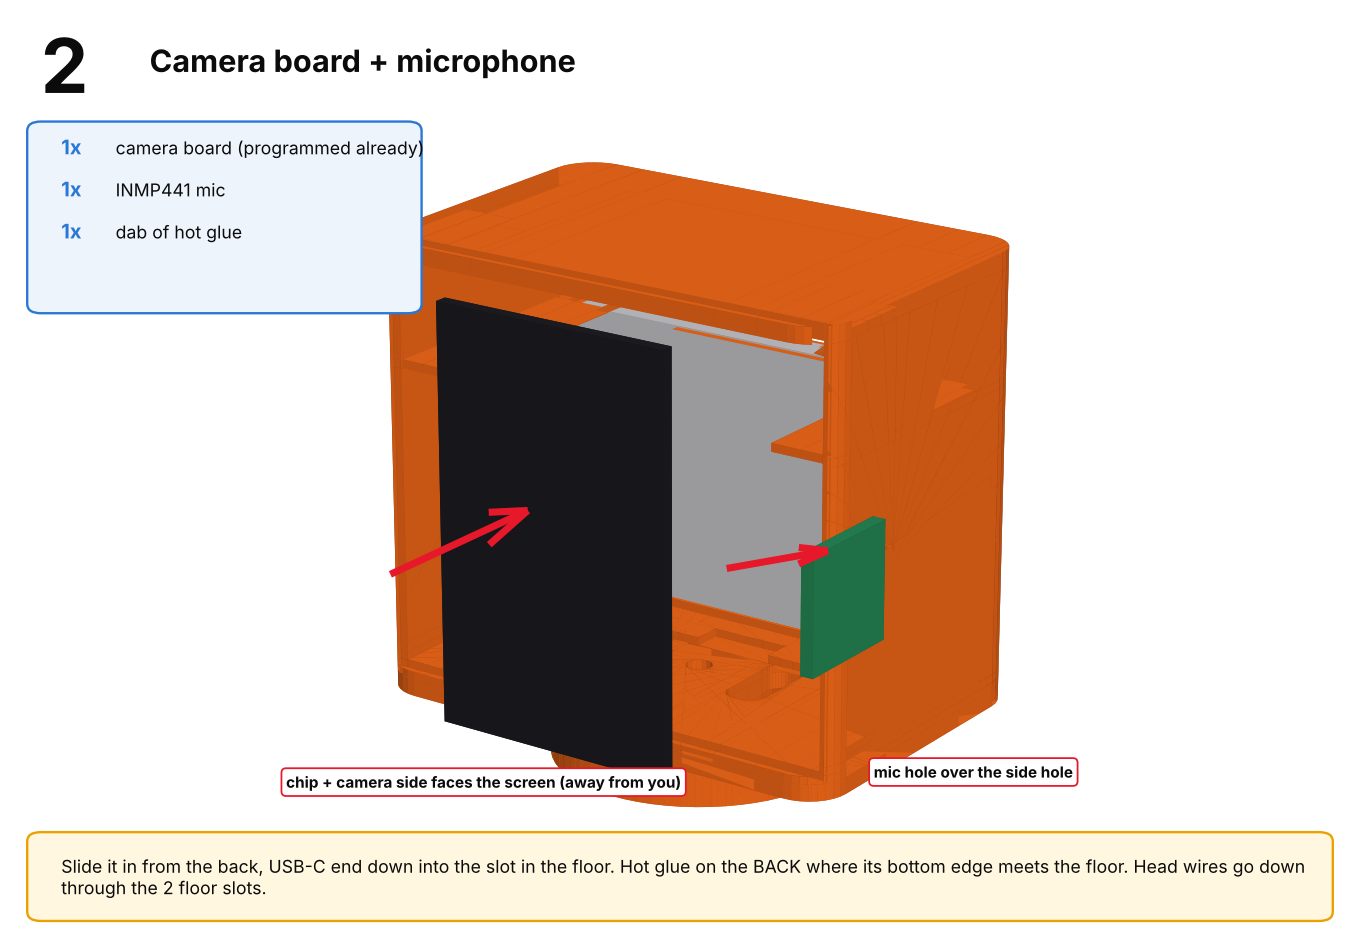 2
Camera board + microphone
1x camera board (programmed already)
1x INMP441 mic
1x dab of hot glue
chip + camera side faces the screen (away from you)
mic hole over the side hole
Slide it in from the back, USB-C end down into the slot in the floor. Hot glue on the BACK where its bottom edge meets the floor. Head wires go down
through the 2 floor slots.